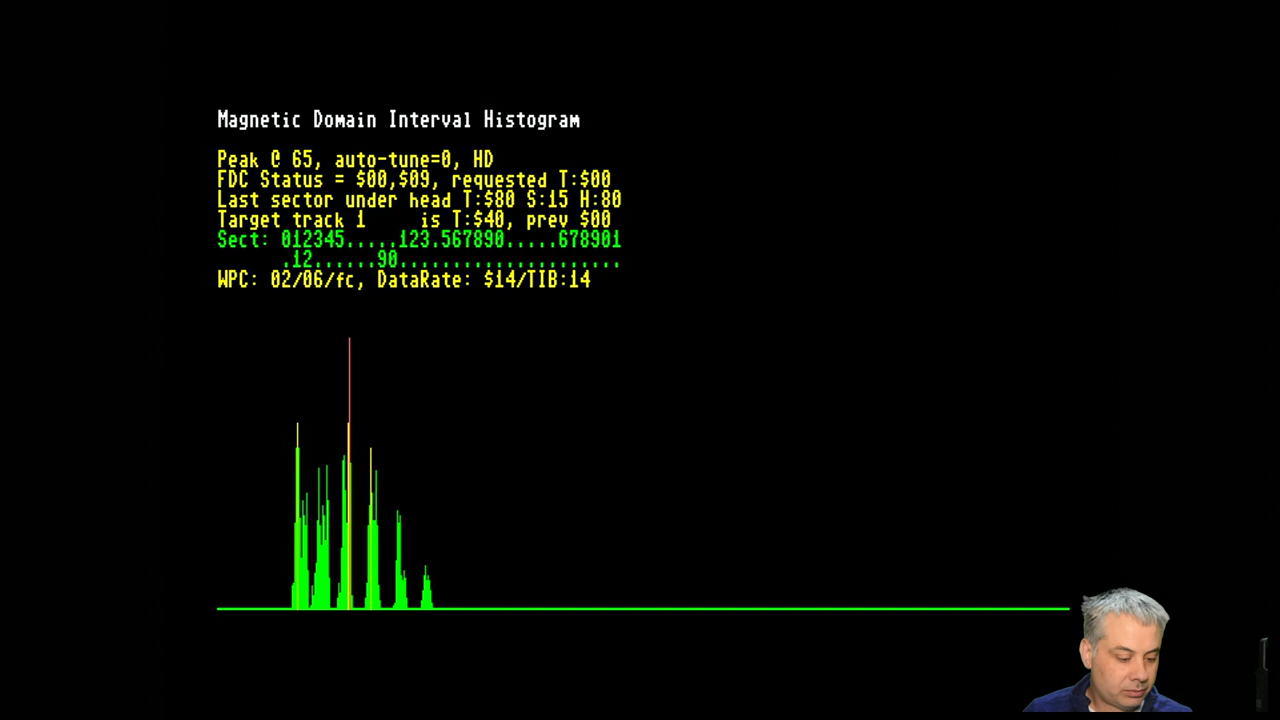 Magnetic Domain Interval Histogram
Peak @ 65, auto-tune=0, HD
FDC Status = $00,$09, requested T:$00
Last sector under head T:$80 S:15 H:80
Target track 1     is T:$40, prev $00
Sect: 012345.....123.567890.....678901
.12......90.....................
WPC: 02/06/fc, DataRate: $14/TIB:14